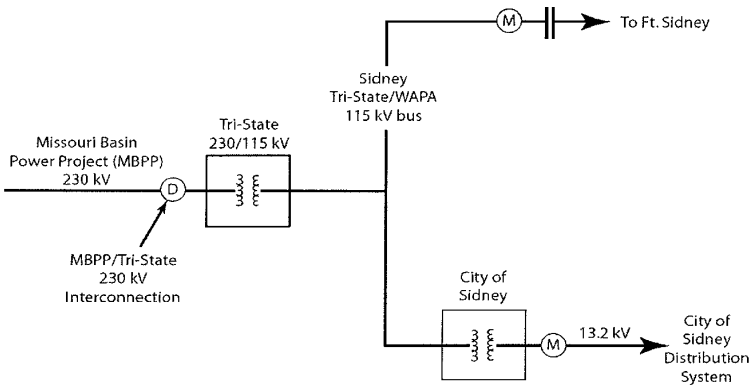 M
To Ft. Sidney
Sidney
Tri-State/WAPA
115 kV bus
Tri-State
230/115 kV
Missouri Basin
Power Project (MBPP)
230 kV
D
MBPP/Tri-State
230 kV
Interconnection
City of
Sidney
M
13.2 kV
City of
Sidney
Distribution
System